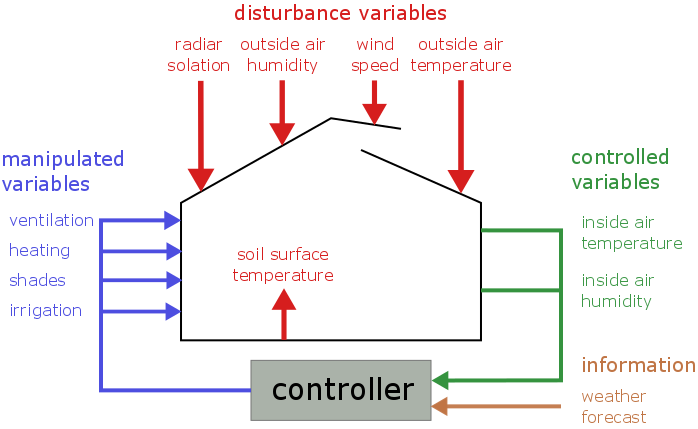 disturbance variables
radiar
solation
outside air
humidity
wind
speed
outside air
temperature
manipulated
variables
ventilation
heating
shades
irrigation
soil surface
temperature
controlled
variables
inside air
temperature
inside air
humidity
controller
information
weather
forecast